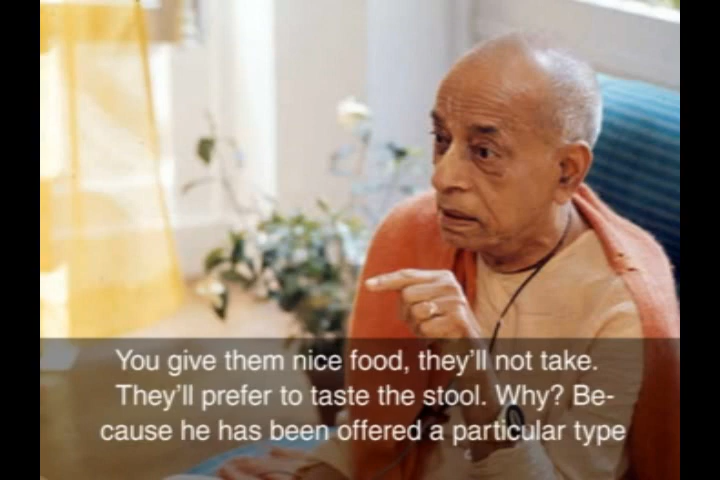 You give them nice food, they'll not take.
They'll prefer to taste the stool. Why? Be-
cause he has been offered a particular type